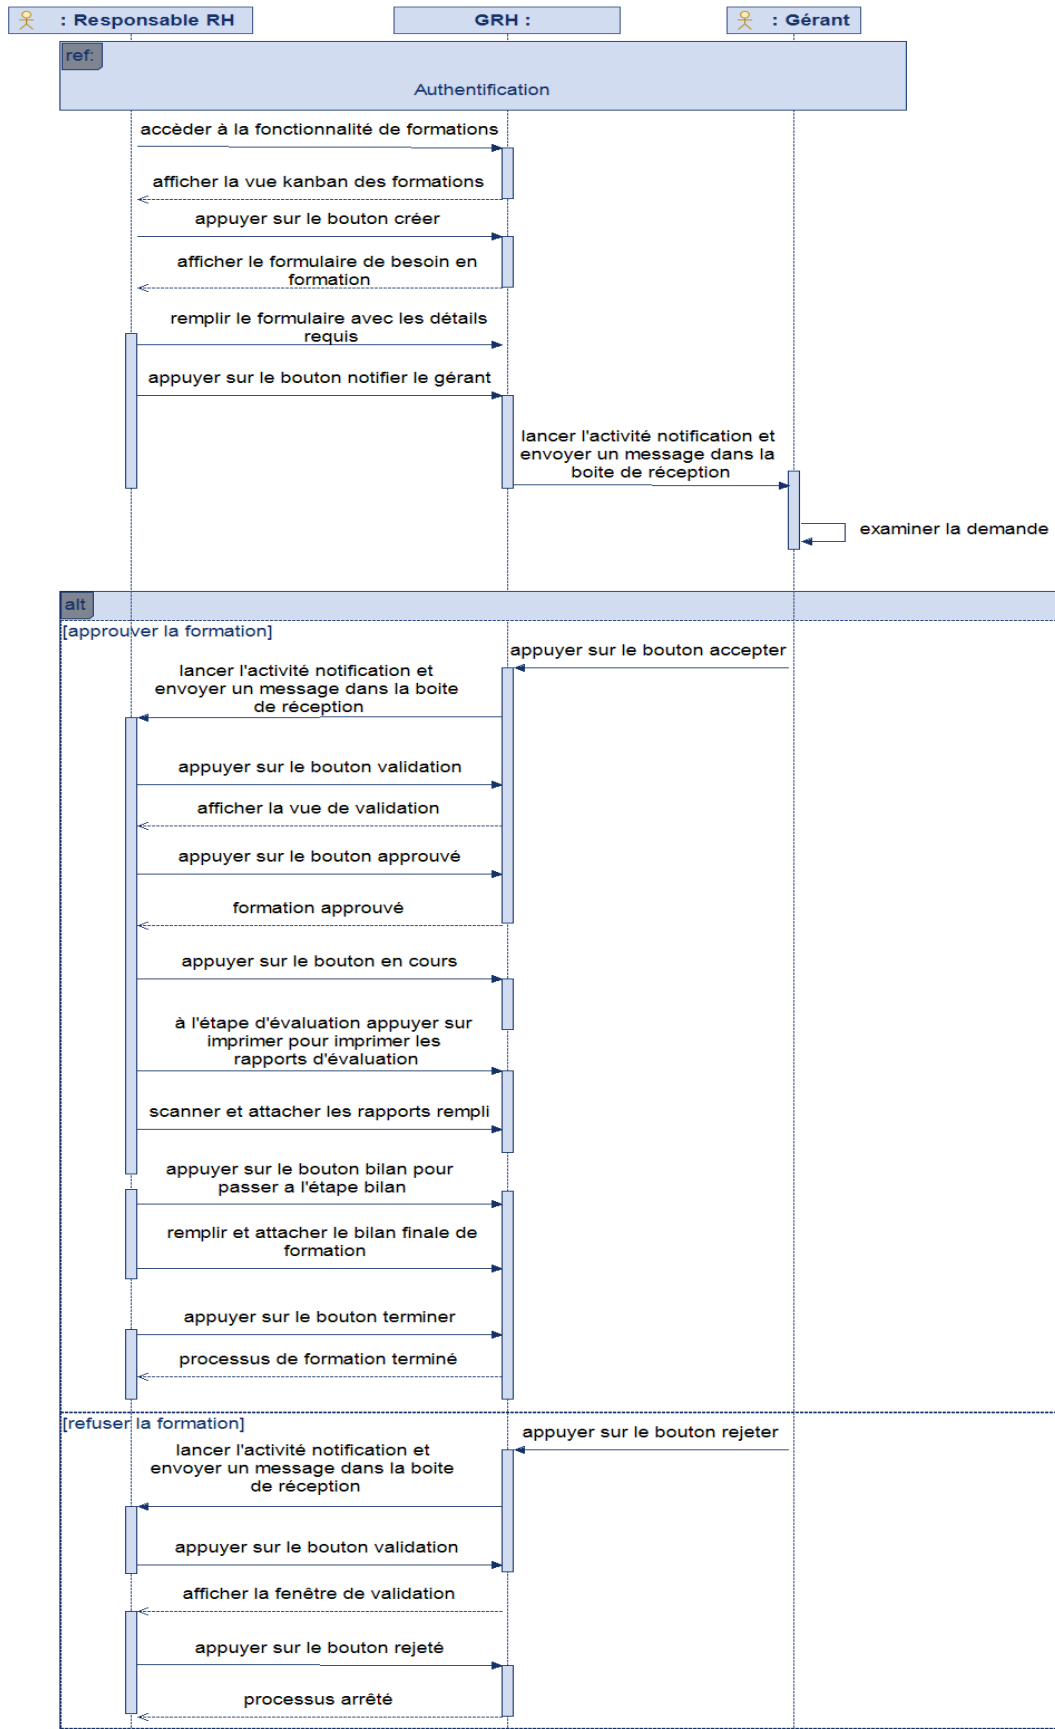 : Responsable RH
GRH :
: Gérant
ref:
Authentification
accèder à la fonctionnalité de formations
afficher la vue kanban des formations
appuyer sur le bouton créer
afficher le formulaire de besoin en
formation
remplir le formulaire avec les détails
requis
appuyer sur le bouton notifier le gérant
lancer l'activité notification et
envoyer un message dans la
boite de réception
examiner la demande
alt
[approuver la formation]
appuyer sur le bouton accepter
lancer l'activité notification et
envoyer un message dans la boite
de réception
appuyer sur le bouton validation
afficher la vue de validation
appuyer sur le bouton approuvé
formation approuvé
appuyer sur le bouton en cours
à l'étape d'évaluation appuyer sur
imprimer pour imprimer les
rapports d'évaluation
scanner et attacher les rapports rempli
appuyer sur le bouton bilan pour
passer a l'étape bilan
remplir et attacher le bilan finale de
formation
appuyer sur le bouton terminer
processus de formation terminé
[refuser la formation]
appuyer sur le bouton rejeter
lancer l'activité notification et
envoyer un message dans la boite
de réception
appuyer sur le bouton validation
afficher la fenêtre de validation
appuyer sur le bouton rejeté
processus arrêté